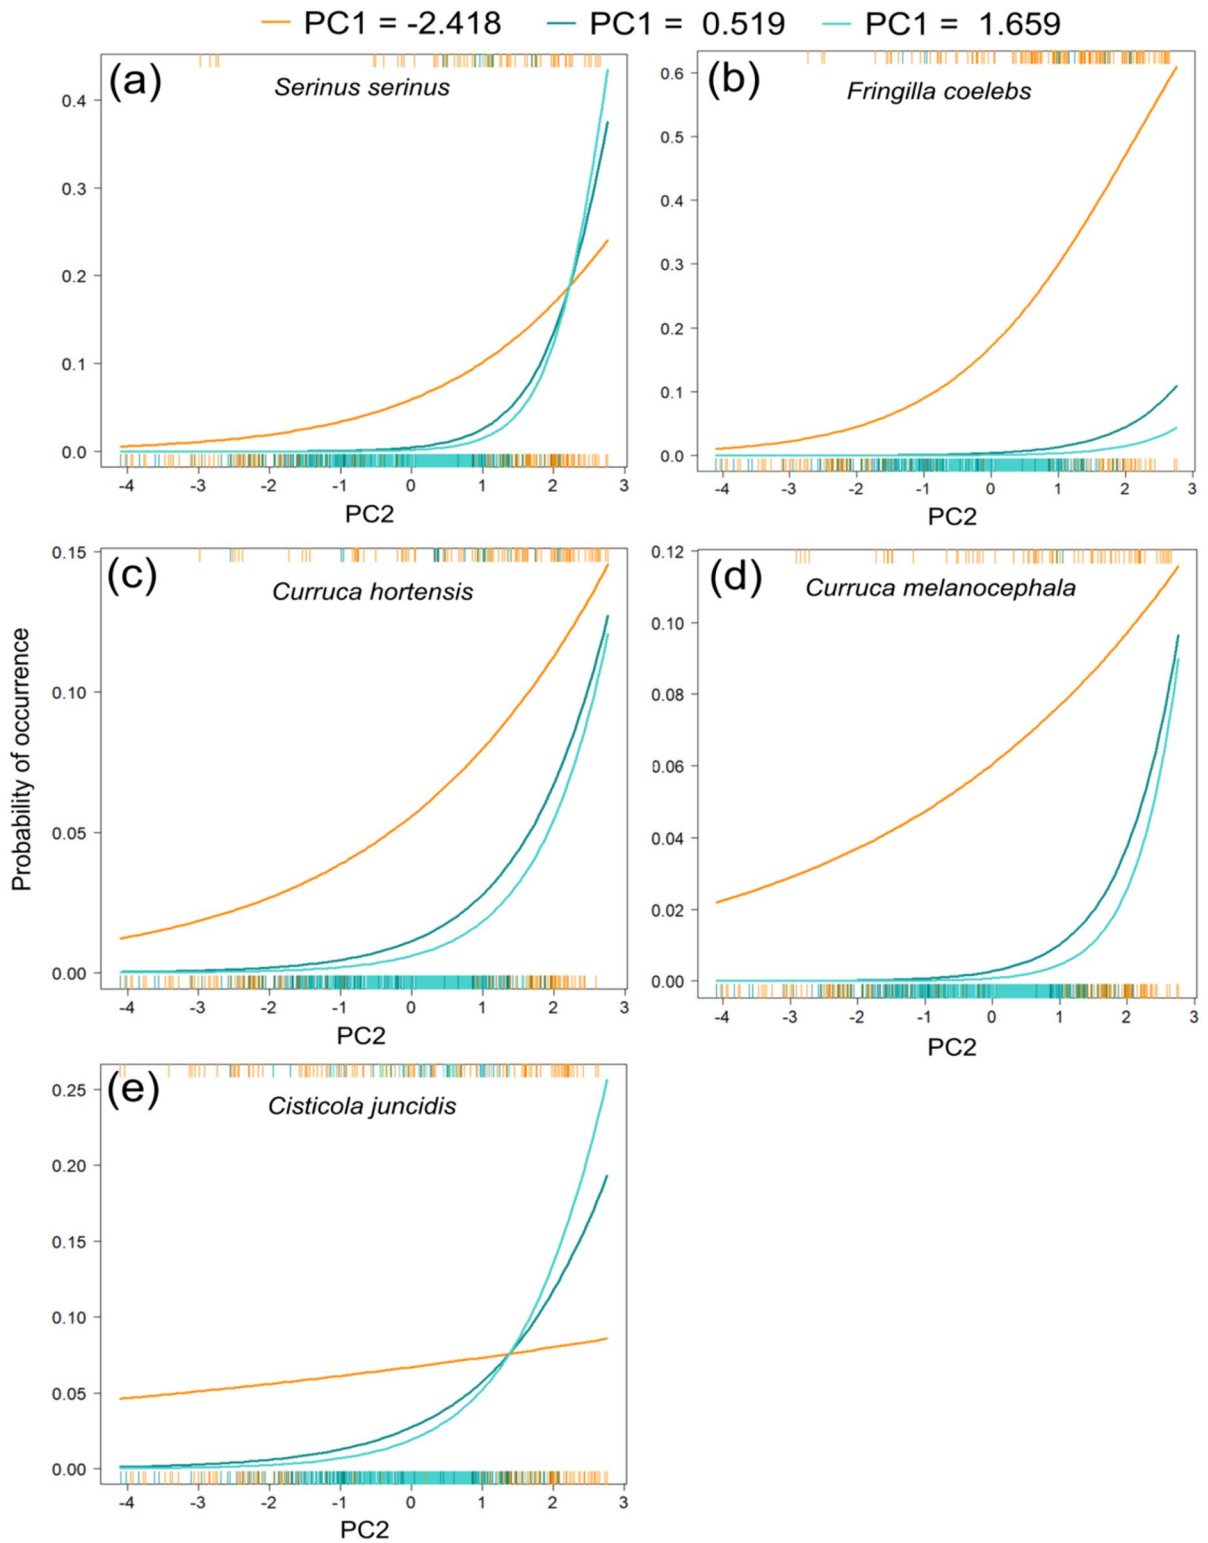 PC1 = -2.418 PC1 = 0.519 PC1 = 1.659
(a) Serinus serinus
0.4
0.3
0.2
0.1
0.0
-4 -3 -2 -1 0 1 2 3
PC2
(b) Fringilla coelebs
0.6
0.5
0.4
0.3
0.2
0.1
0.0
-4 -3 -2 -1 0 1 2 3
PC2
Probability of occurrence
(c) Curruca hortensis
0.15
0.10
0.05
0.00
-4 -3 -2 -1 0 1 2 3
PC2
(d) Curruca melanocephala
0.12
0.10
0.08
0.06
0.04
0.02
0.00
-4 -3 -2 -1 0 1 2 3
PC2
(e) Cisticola juncidis
0.25
0.20
0.15
0.10
0.05
0.00
-4 -3 -2 -1 0 1 2 3
PC2